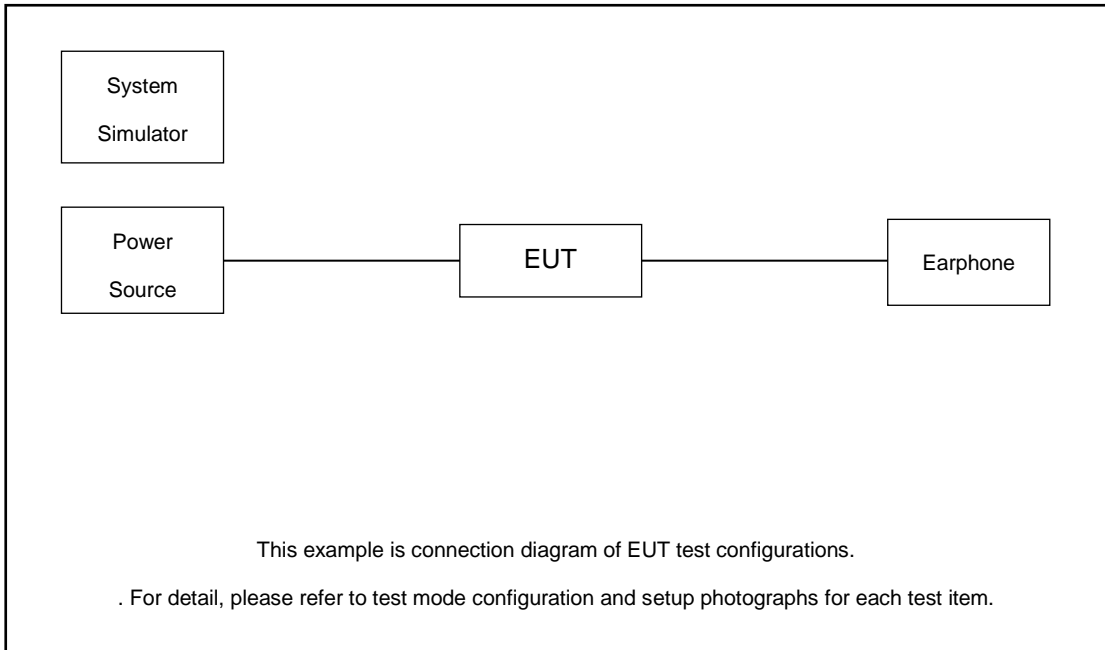 System
Simulator
Power
Source
EUT
Earphone
This example is connection diagram of EUT test configurations.
. For detail, please refer to test mode configuration and setup photographs for each test item.